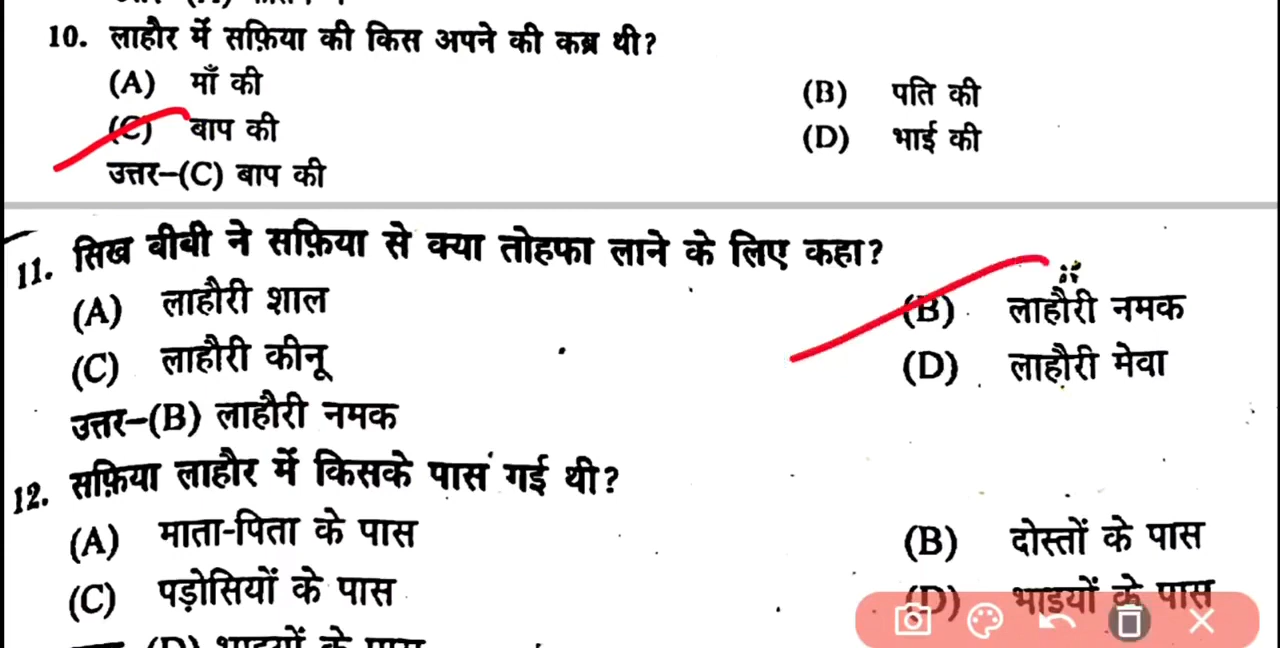 10. लाहौर में सफ़िया की किस अपने की कब्र थी?
(A) माँ की
(B) पति की
(C) बाप की
(D) भाई की
उत्तर–(C) बाप की
11. सिख बीवी ने सफ़िया से क्या तोहफा लाने के लिए कहा?
(A) लाहौरी शाल
(B) लाहौरी नमक
(C) लाहौरी कीनू
(D) लाहौरी मेवा
उत्तर–(B) लाहौरी नमक
12. सफ़िया लाहौर में किसके पास गई थी?
(A) माता-पिता के पास
(B) दोस्तों के पास
(C) पड़ोसियों के पास
(D) भाइयों के पास
(D) भाइयों के पास